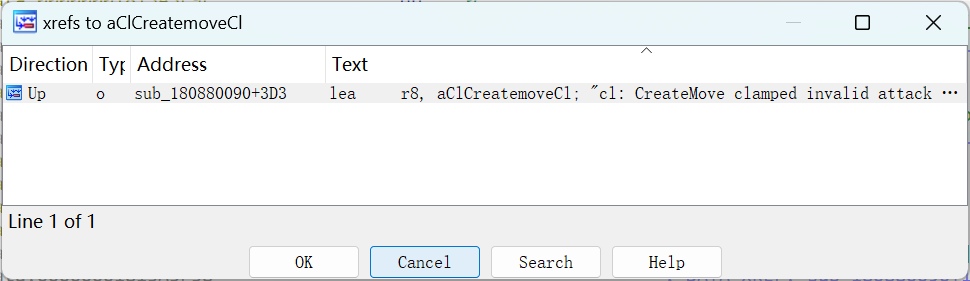 xrefs to aClCreatemoveCl
Direction Typ Address Text
Up o sub_180880090+3D3 lea r8, aClCreatemoveCl; "cl: CreateMove clamped invalid attack ...
Line 1 of 1
OK Cancel Search Help